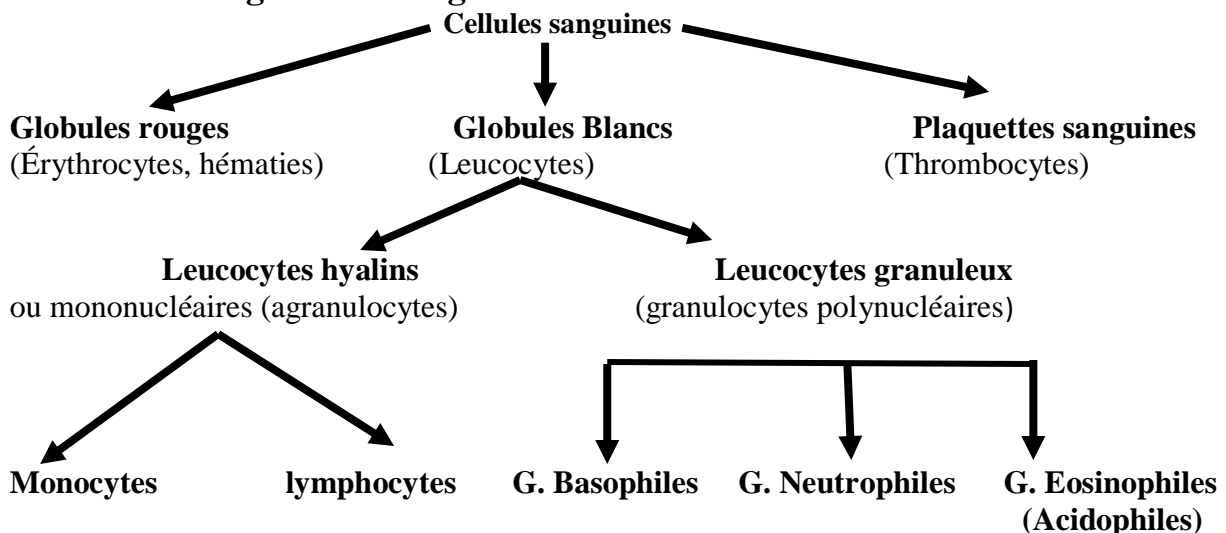 Cellules sanguines
Globules rouges Globules Blancs Plaquettes sanguines
(Érythrocytes, hématies) (Leucocytes) (Thrombocytes)
Leucocytes hyalins Leucocytes granuleux
ou mononucléaires (agranulocytes) (granulocytes polynucléaires)
Monocytes lymphocytes G. Basophiles G. Neutrophiles G. Eosinophiles
(Acidophiles)